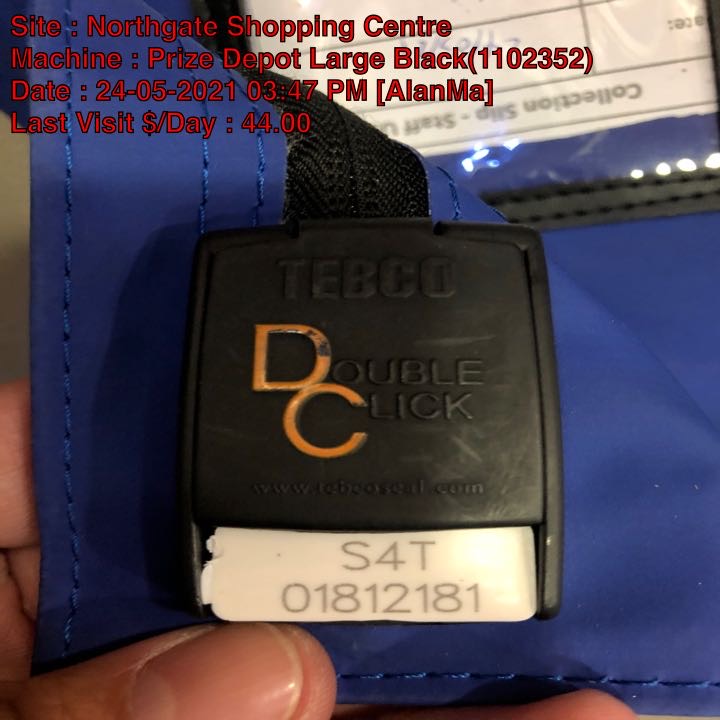 Site : Northgate Shopping Centre
Machine : Prize Depot Large Black(1102352)
Date : 24-05-2021 03:47 PM [AlanMa]
Last Visit $/Day : 44.00
Collection Slip - Staff
TEBCO
DOUBLE
CLICK
www.tebcoseal.com
S4T
01812181